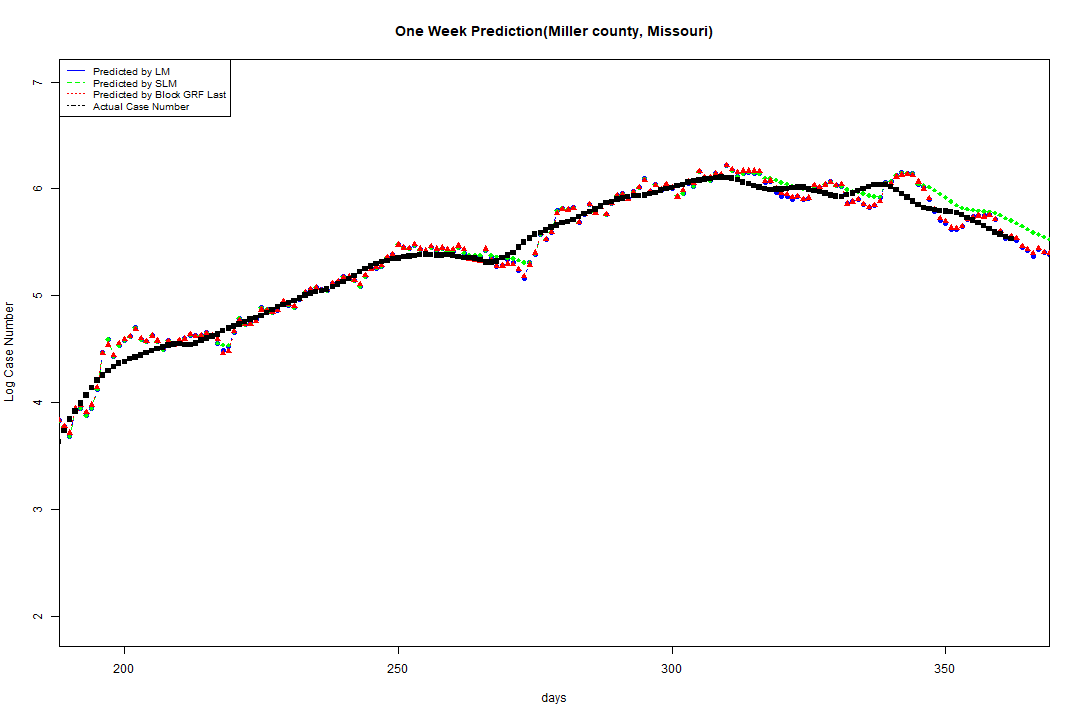 One Week Prediction(Miller county, Missouri)
Predicted by LM
Predicted by SLM
Predicted by Block GRF Last
Actual Case Number
7
6
5
4
3
2
Log Case Number
200
250
300
350
days